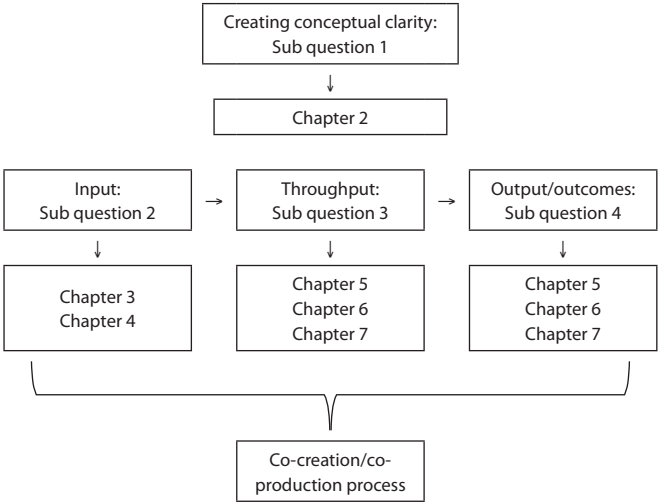 Creating conceptual clarity:
Sub question 1
Chapter 2
Input:
Sub question 2
Throughput:
Sub question 3
Output/outcomes:
Sub question 4
Chapter 3
Chapter 4
Chapter 5
Chapter 6
Chapter 7
Chapter 5
Chapter 6
Chapter 7
Co-creation/co-
production process